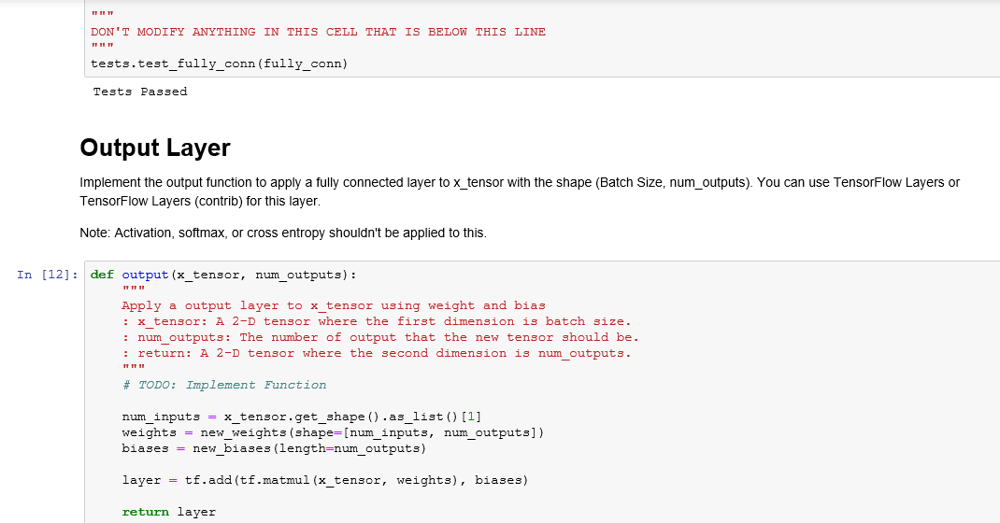 """
DON'T MODIFY ANYTHING IN THIS CELL THAT IS BELOW THIS LINE
"""
tests.test_fully_conn(fully_conn)
Tests Passed
Output Layer
Implement the output function to apply a fully connected layer to x_tensor with the shape (Batch Size, num_outputs). You can use TensorFlow Layers or
TensorFlow Layers (contrib) for this layer.
Note: Activation, softmax, or cross entropy shouldn't be applied to this.
In [12]: def output(x_tensor, num_outputs):
    """
    Apply a output layer to x_tensor using weight and bias
    : x_tensor: A 2-D tensor where the first dimension is batch size.
    : num_outputs: The number of output that the new tensor should be.
    : return: A 2-D tensor where the second dimension is num_outputs.
    """
    # TODO: Implement Function
    num_inputs = x_tensor.get_shape().as_list()[1]
    weights = new_weights(shape=[num_inputs, num_outputs])
    biases = new_biases(length=num_outputs)
    layer = tf.add(tf.matmul(x_tensor, weights), biases)
    return layer